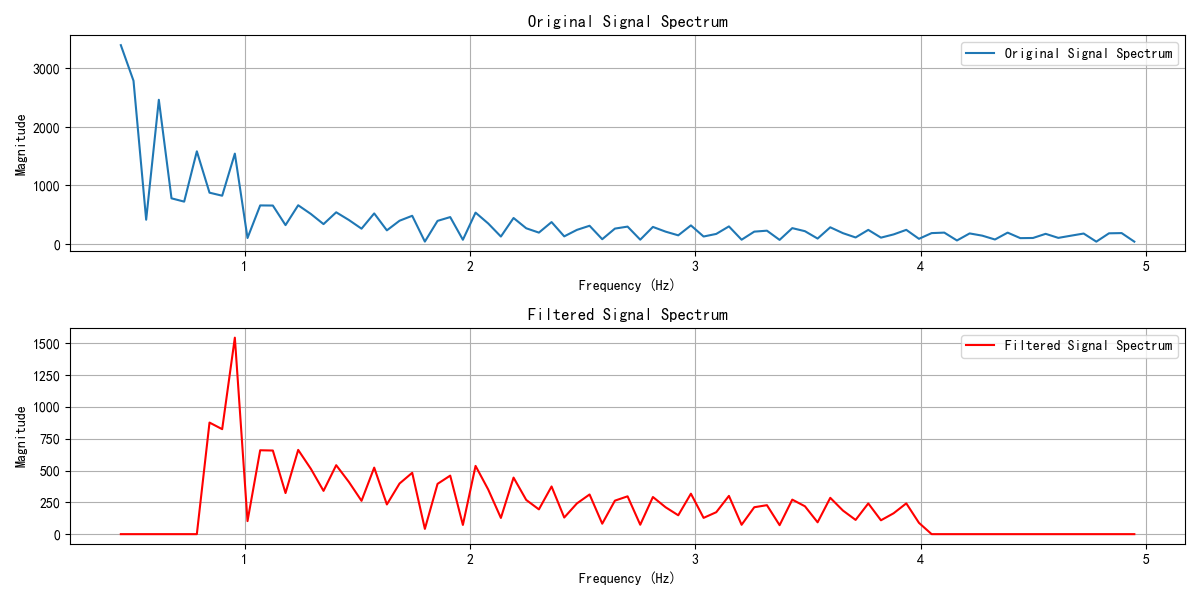 Original Signal Spectrum
Original Signal Spectrum
Magnitude
3000
2000
1000
0
1 2 3 4 5
Frequency (Hz)
Filtered Signal Spectrum
Filtered Signal Spectrum
Magnitude
1500
1250
1000
750
500
250
0
1 2 3 4 5
Frequency (Hz)